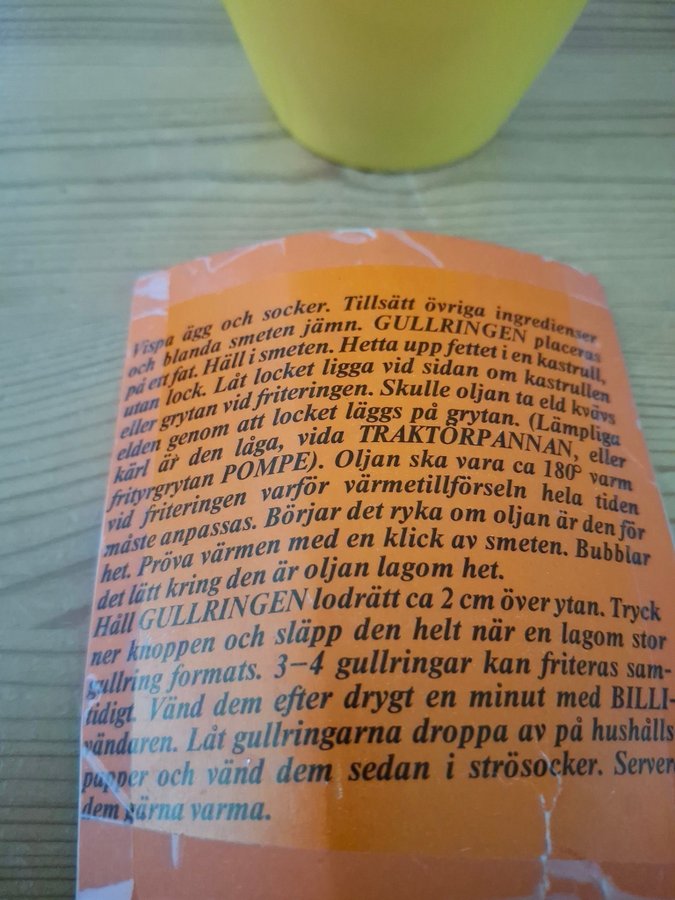 Vispa ägg och socker. Tillsätt övriga ingredienser
och blanda smeten jämn. GULLRINGEN placeras
på ett fat. Häll i smeten. Hetta upp fettet i en kastrull,
utan lock. Låt locket ligga vid sidan om kastrullen
eller grytan vid friteringen. Skulle oljan ta eld kvävs
elden genom att locket läggs på grytan. (Lämpliga
kärl är den låga, vida TRAKTÖRPANNAN, eller
frityrgrytan POMPE). Oljan ska vara ca 180° varm
vid friteringen varför värmetillförseln hela tiden
måste anpassas. Börjar det ryka om oljan är den för
het. Pröva värmen med en klick av smeten. Bubblar
det lätt kring den är oljan lagom het.
Håll GULLRINGEN lodrätt ca 2 cm över ytan. Tryck
ner knoppen och släpp den helt när en lagom stor
gullring formats. 3–4 gullringar kan friteras sam-
tidigt. Vänd dem efter drygt en minut med BILLI-
vändaren. Låt gullringarna droppa av på hushålls
papper och vänd dem sedan i strösocker. Server
dem gärna varma.